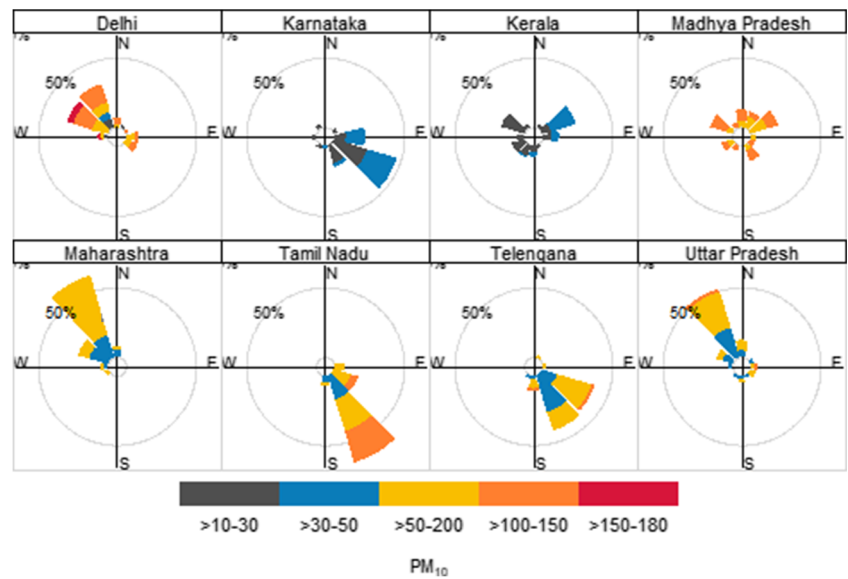 Delhi Karnataka Kerala Madhya Pradesh
N N N N
50% 50% 50% 50%
W E W E W E W E
S S S S
Maharashtra Tamil Nadu Telengana Uttar Pradesh
N N N N
50% 50% 50% 50%
W E W E W E W E
S S S S
>10-30 >30-50 >50-200 >100-150 >150-180
PM₁₀